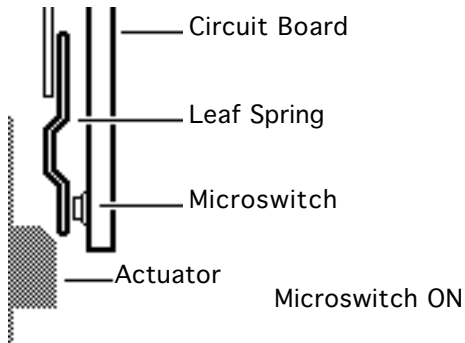 Circuit Board
Leaf Spring
Microswitch
Actuator
Microswitch ON